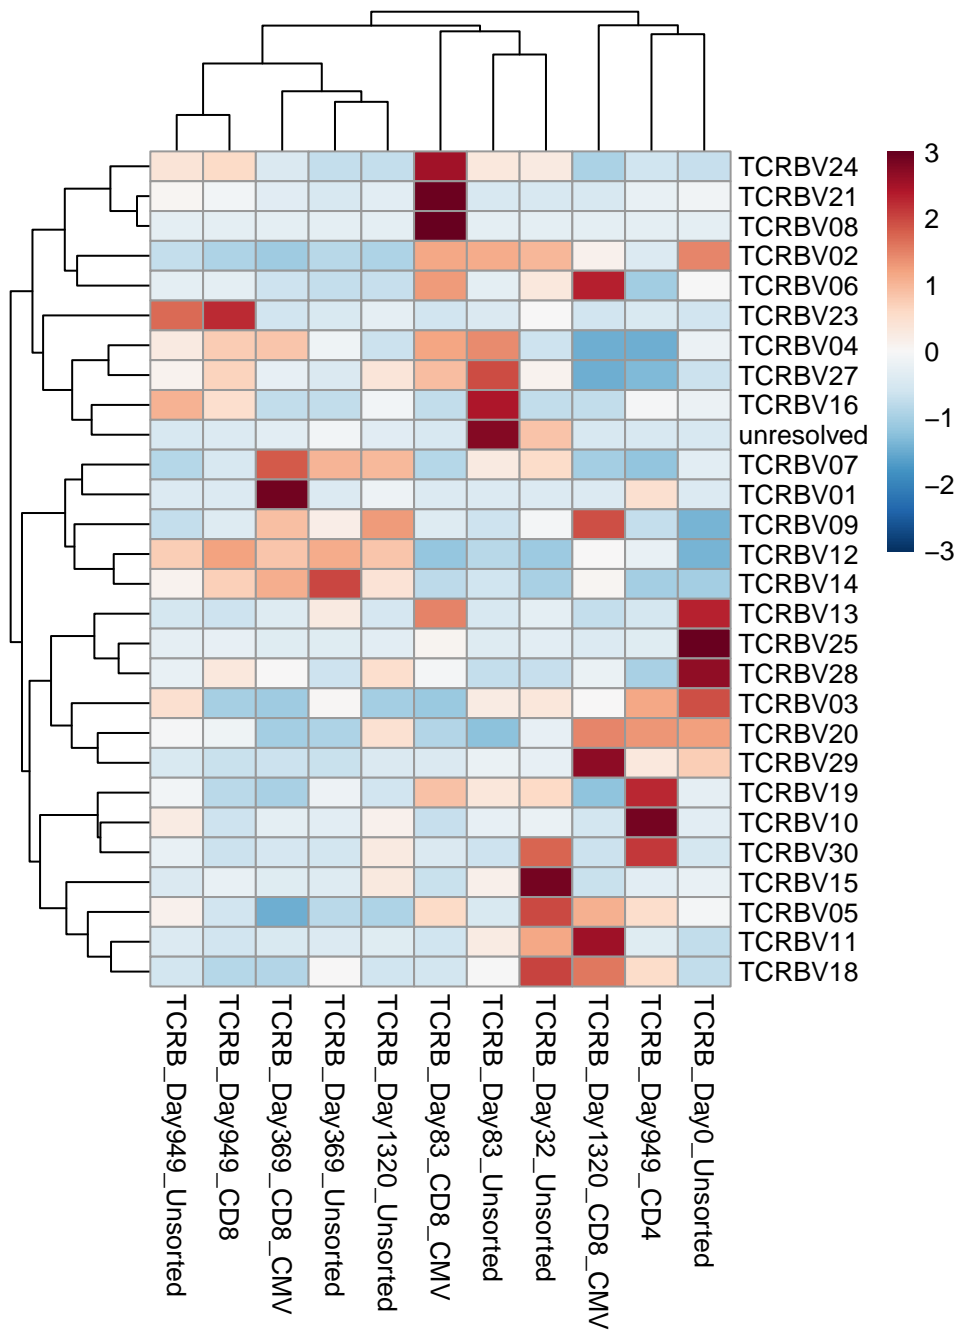 TCRBV24
TCRBV21
TCRBV08
TCRBV02
TCRBV06
TCRBV23
TCRBV04
TCRBV27
TCRBV16
unresolved
TCRBV07
TCRBV01
TCRBV09
TCRBV12
TCRBV14
TCRBV13
TCRBV25
TCRBV28
TCRBV03
TCRBV20
TCRBV29
TCRBV19
TCRBV10
TCRBV30
TCRBV15
TCRBV05
TCRBV11
TCRBV18
3
2
1
0
−1
−2
−3
TCRB_Day949_Unsorted
TCRB_Day949_CD8
TCRB_Day369_CD8_CMV
TCRB_Day369_Unsorted
TCRB_Day1320_Unsorted
TCRB_Day83_CD8_CMV
TCRB_Day83_Unsorted
TCRB_Day32_Unsorted
TCRB_Day1320_CD8_CMV
TCRB_Day949_CD4
TCRB_Day0_Unsorted